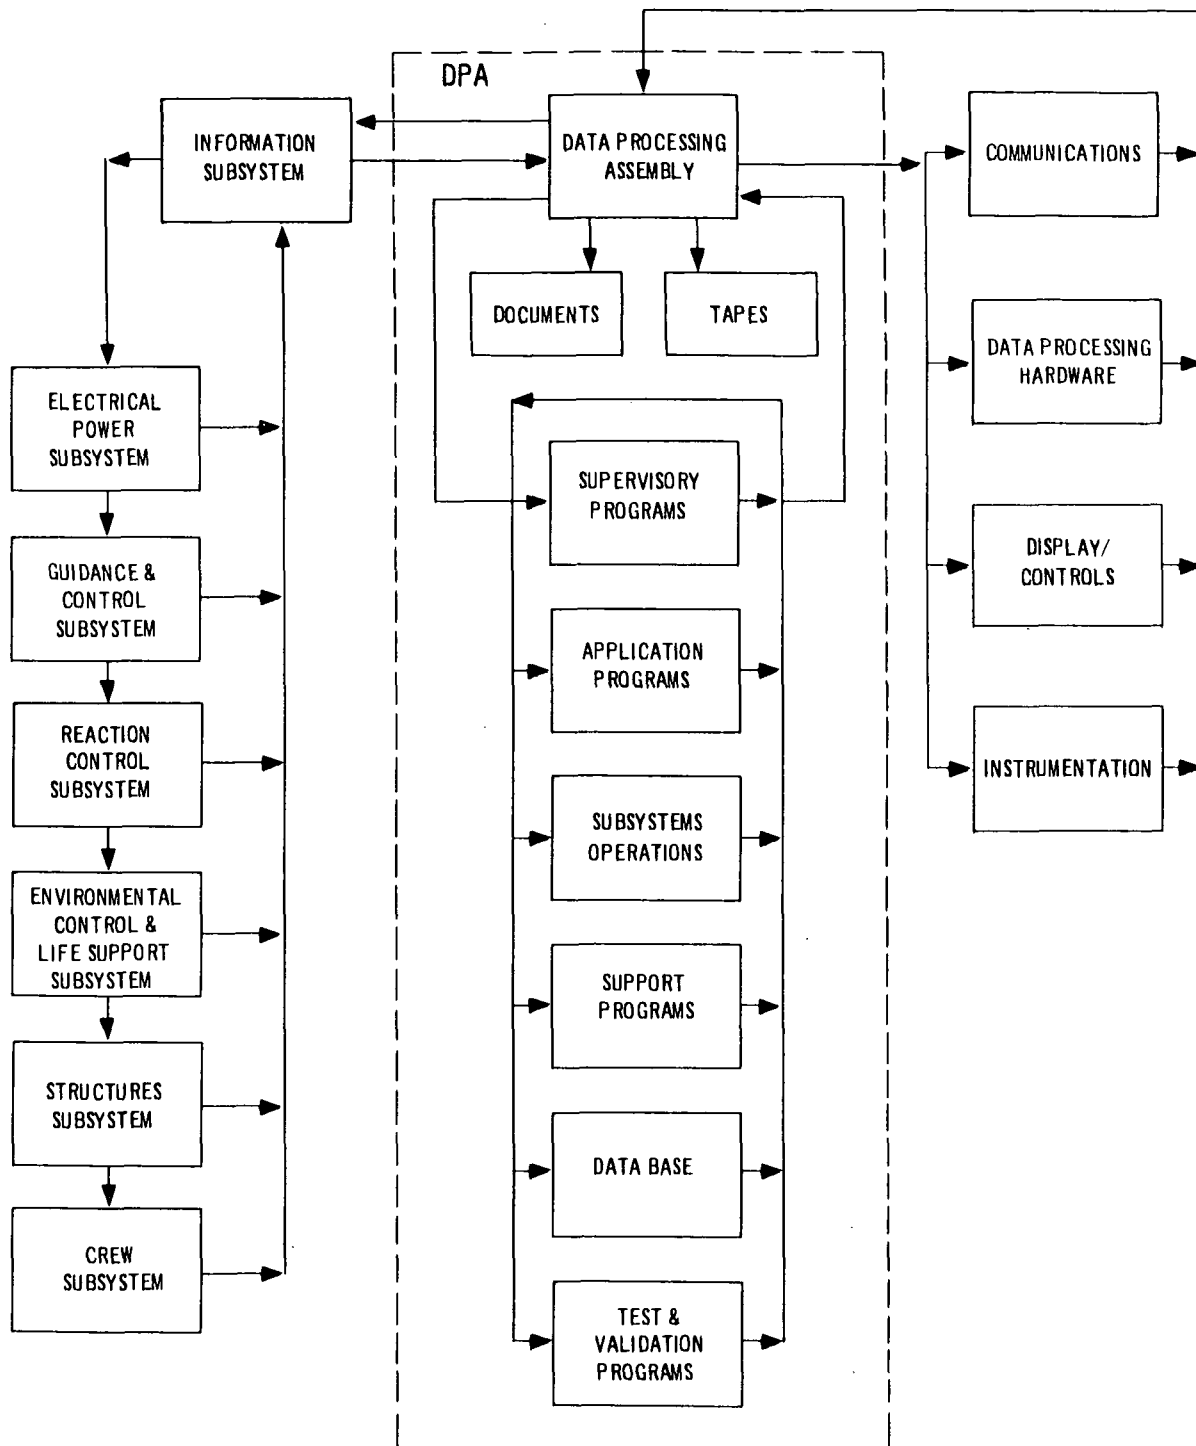 DPA
INFORMATION
SUBSYSTEM
DATA PROCESSING
ASSEMBLY
COMMUNICATIONS
DOCUMENTS
TAPES
DATA PROCESSING
HARDWARE
ELECTRICAL
POWER
SUBSYSTEM
SUPERVISORY
PROGRAMS
DISPLAY/
CONTROLS
GUIDANCE &
CONTROL
SUBSYSTEM
APPLICATION
PROGRAMS
REACTION
CONTROL
SUBSYSTEM
INSTRUMENTATION
SUBSYSTEMS
OPERATIONS
ENVIRONMENTAL
CONTROL &
LIFE SUPPORT
SUBSYSTEM
SUPPORT
PROGRAMS
STRUCTURES
SUBSYSTEM
DATA BASE
CREW
SUBSYSTEM
TEST &
VALIDATION
PROGRAMS